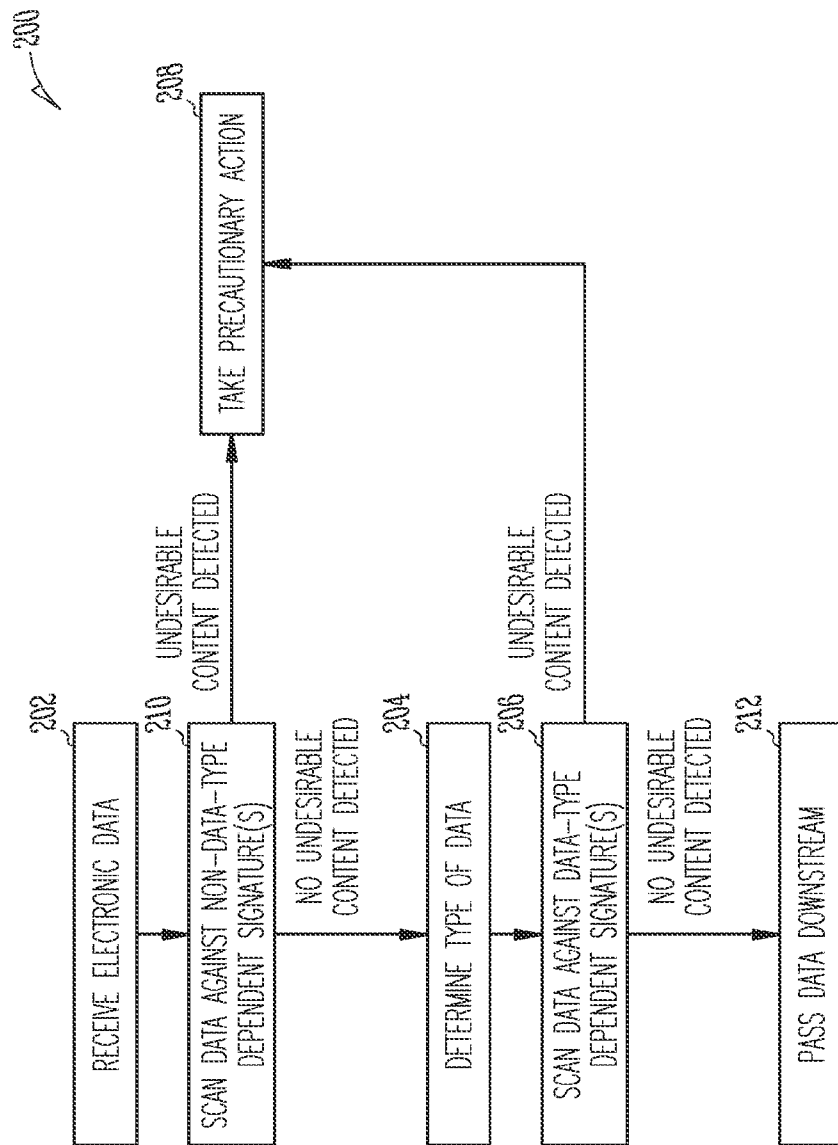 200
202
RECEIVE ELECTRONIC DATA
210
SCAN DATA AGAINST NON-DATA-TYPE
DEPENDENT SIGNATURE(S)
UNDESIRABLE
CONTENT DETECTED
208
TAKE PRECAUTIONARY ACTION
NO UNDESIRABLE
CONTENT DETECTED
204
DETERMINE TYPE OF DATA
206
SCAN DATA AGAINST DATA-TYPE
DEPENDENT SIGNATURE(S)
UNDESIRABLE
CONTENT DETECTED
NO UNDESIRABLE
CONTENT DETECTED
212
PASS DATA DOWNSTREAM